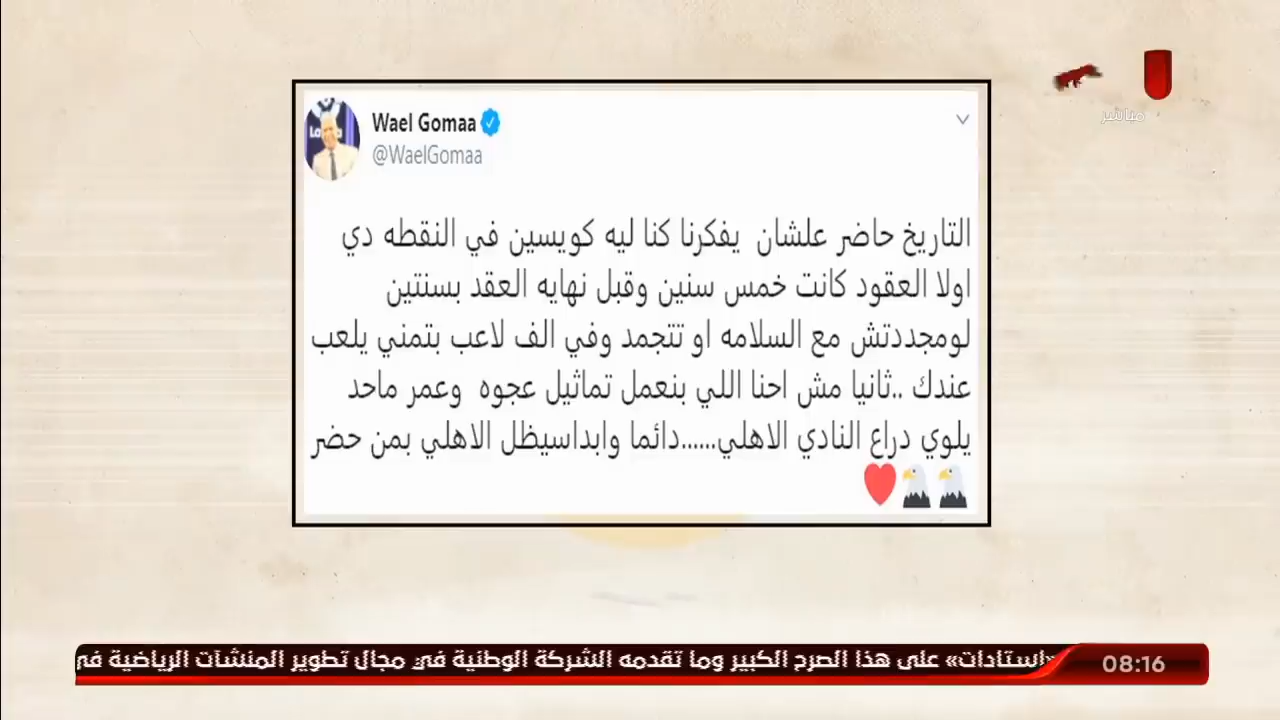 Wael Gomaa
@WaelGomaa
مباشر
التاريخ حاضر علشان يفكرنا كنا ليه كويسين في النقطه دي
اولا العقود كانت خمس سنين وقبل نهايه العقد بسنتين
لومجددتش مع السلامه او تتجمد وفي الف لاعب بتمني يلعب
عندك ..ثانيا مش احنا اللي بنعمل تماثيل عجوه وعمر ماحد
يلوي دراع النادي الاهلي......دائما وابداسيظل الاهلي بمن حضر
🦅🦅❤️
«استادات» على هذا الصرح الكبير وما تقدمه الشركة الوطنية في مجال تطوير المنشآت الرياضية في
08:16